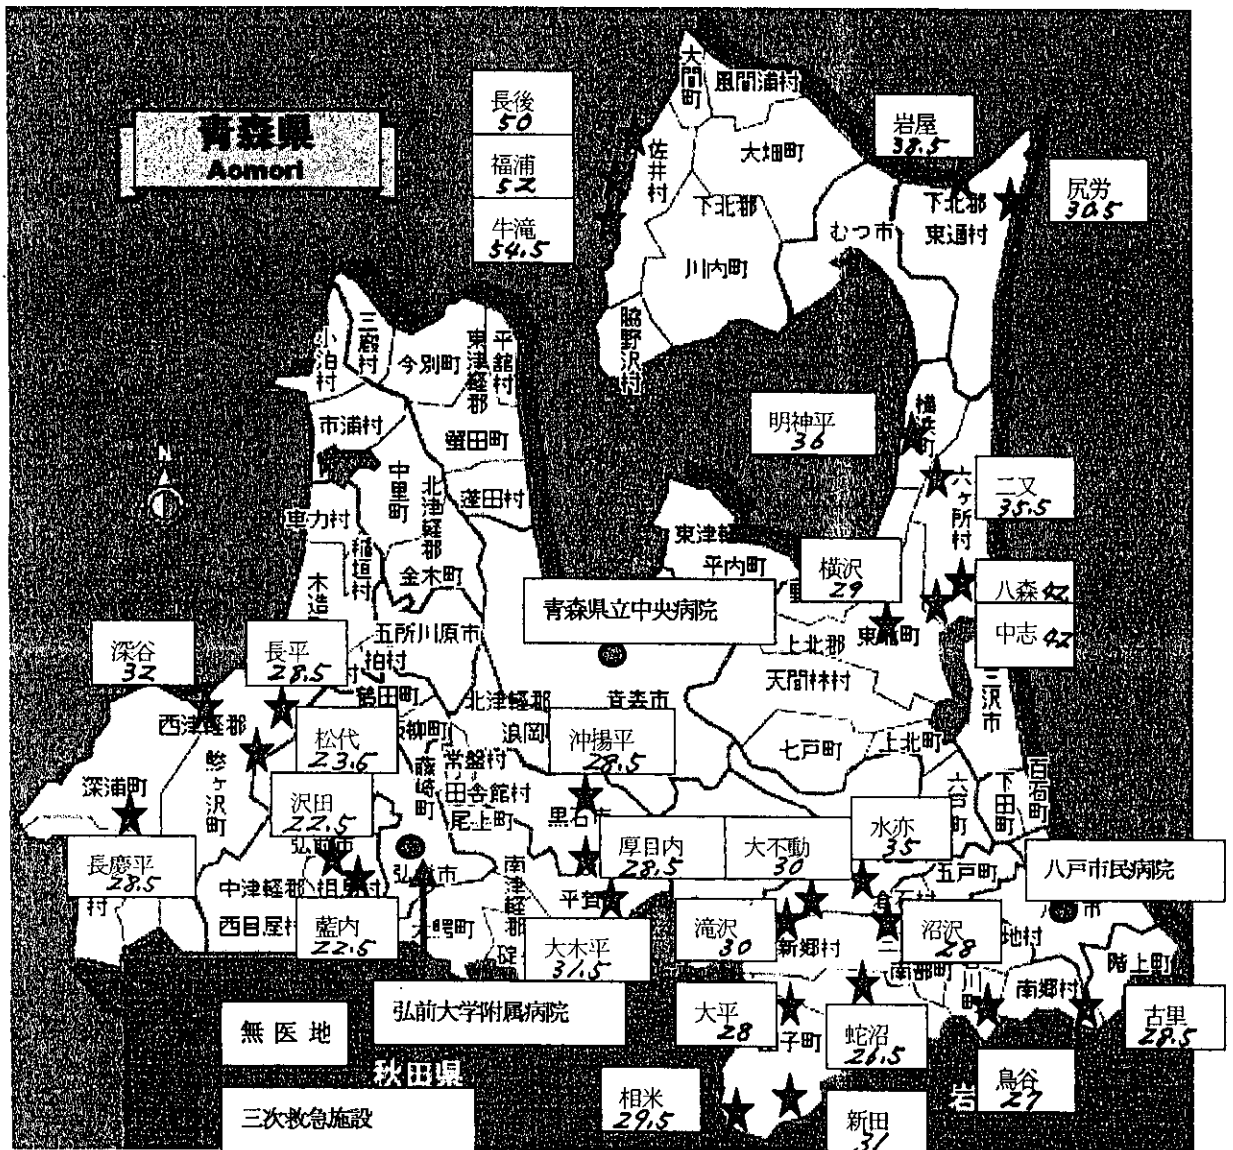 青森県
Aomori
長後
50
福浦
52
牛滝
54.5
大間町
風間浦村
佐井村
大畑町
下北郡
むつ市
川内町
脇野沢村
岩屋
38.5
尻労
30.5
下北郡
東通村
小泊村
三厩村
今別町
東津軽郡
平舘村
市浦村
蟹田町
中里町
北津軽郡
蓬田村
車力村
稲垣村
金木町
木造
五所川原市
柏村
鶴田町
N
明神平
36
横浜町
六ヶ所村
二又
35.5
東津軽
平内町
横沢
29
八森 42
中志 42
青森県立中央病院
上北郡
天間林村
三沢市
深谷
32
長平
28.5
西津軽郡
松代
23.6
北津軽郡
浪岡
青森市
沖揚平
28.5
七戸町
上北町
深浦町
鰺ヶ沢町
沢田
22.5
藤崎町
常盤村
田舎館村
尾上町
黒石市
六戸町
下田町
百石町
長慶平
28.5
弘前市
中津軽郡
相馬村
西目屋村
藍内
22.5
南津軽郡
平賀
厚目内
28.5
大不動
30
水亦
35
五戸町
倉石村
八戸市民病院
大木平
31.5
滝沢
30
新郷村
沼沢
28
南部町
南郷村
階上町
弘前大学附属病院
大平
28
蛇沼
26.5
古里
28.5
鳥谷
27
無医地
秋田県
三次救急施設
相米
29.5
新田
31
岩